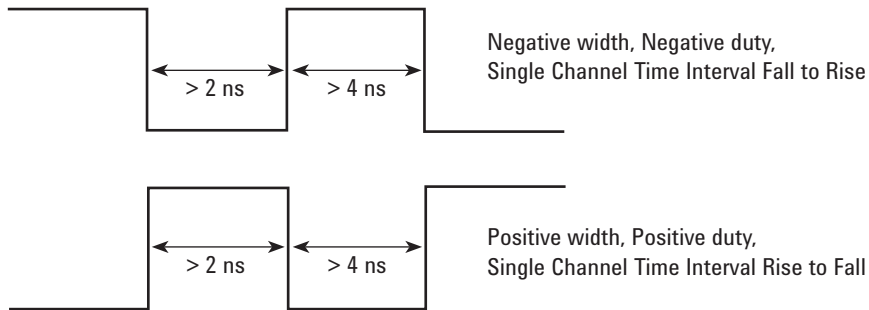 Negative width, Negative duty,
Single Channel Time Interval Fall to Rise
> 2 ns
> 4 ns
Positive width, Positive duty,
Single Channel Time Interval Rise to Fall
> 2 ns
> 4 ns